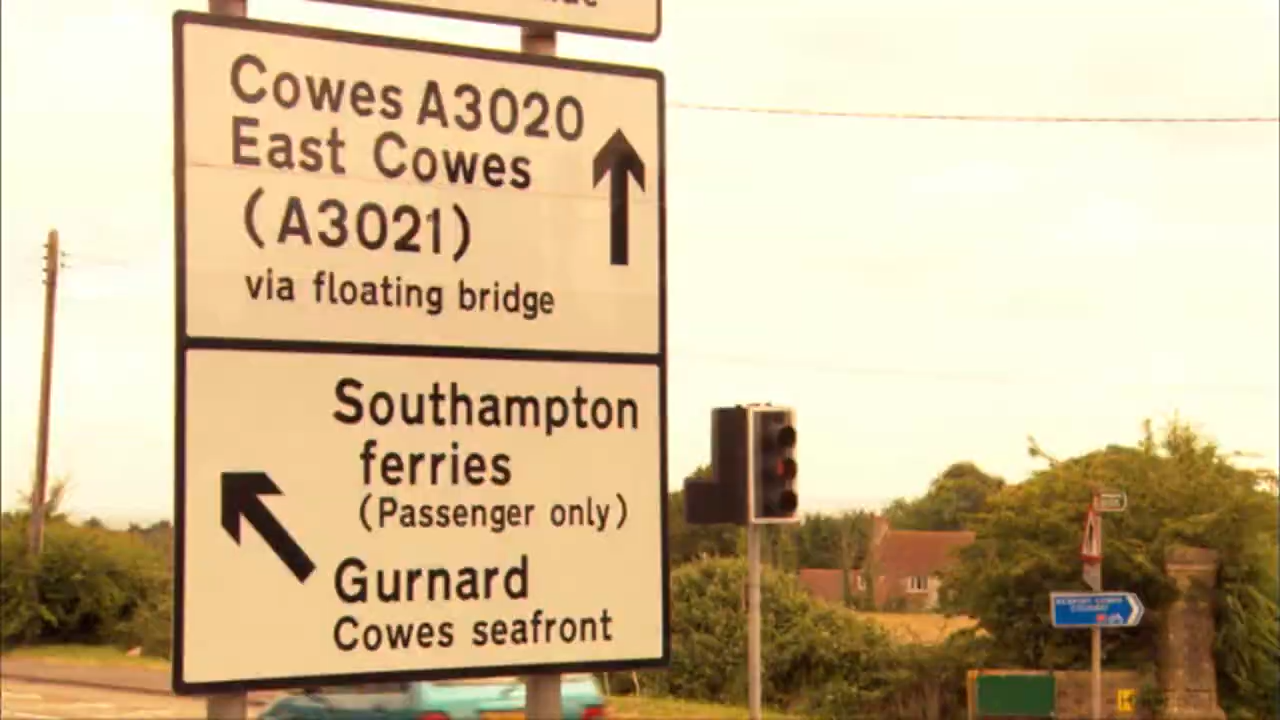 Cowes A3020
East Cowes
(A3021)
via floating bridge
Southampton
ferries
(Passenger only)
Gurnard
Cowes seafront